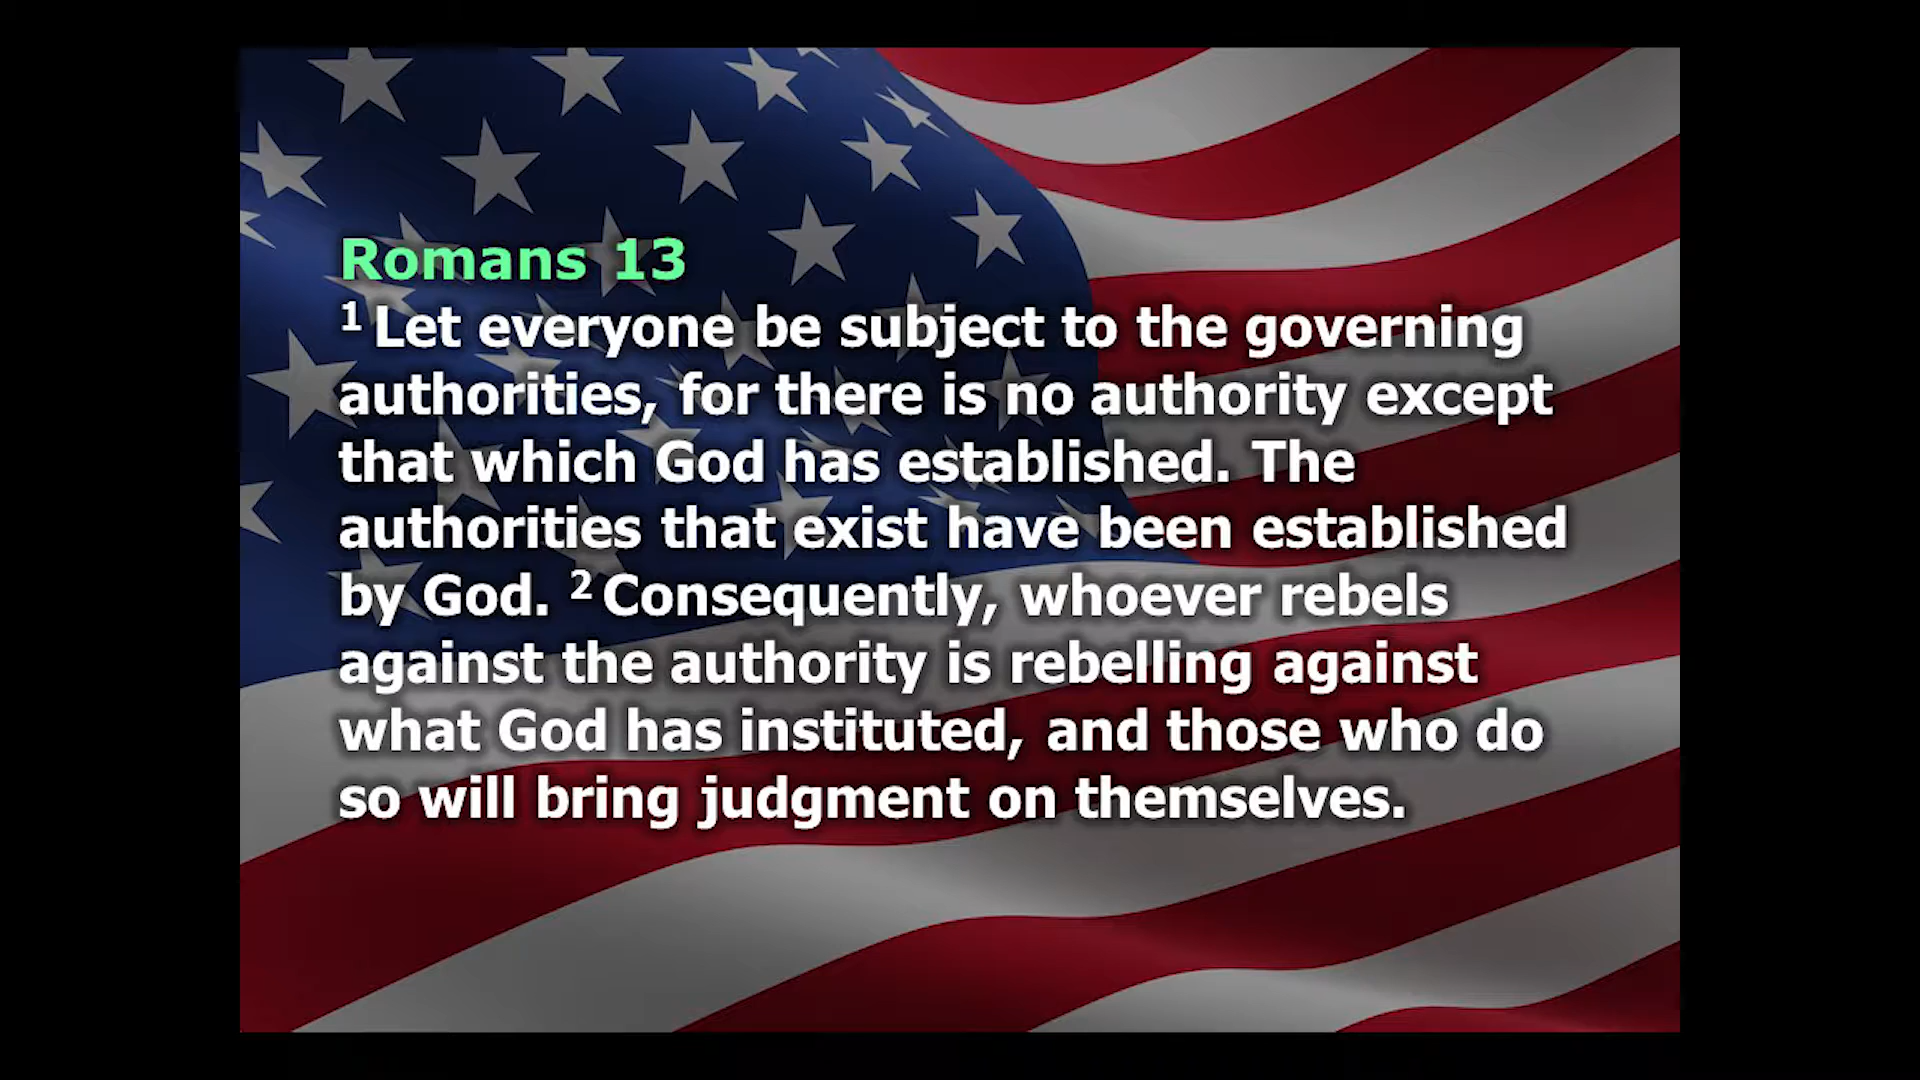 Romans 13
1 Let everyone be subject to the governing
authorities, for there is no authority except
that which God has established. The
authorities that exist have been established
by God. 2 Consequently, whoever rebels
against the authority is rebelling against
what God has instituted, and those who do
so will bring judgment on themselves.